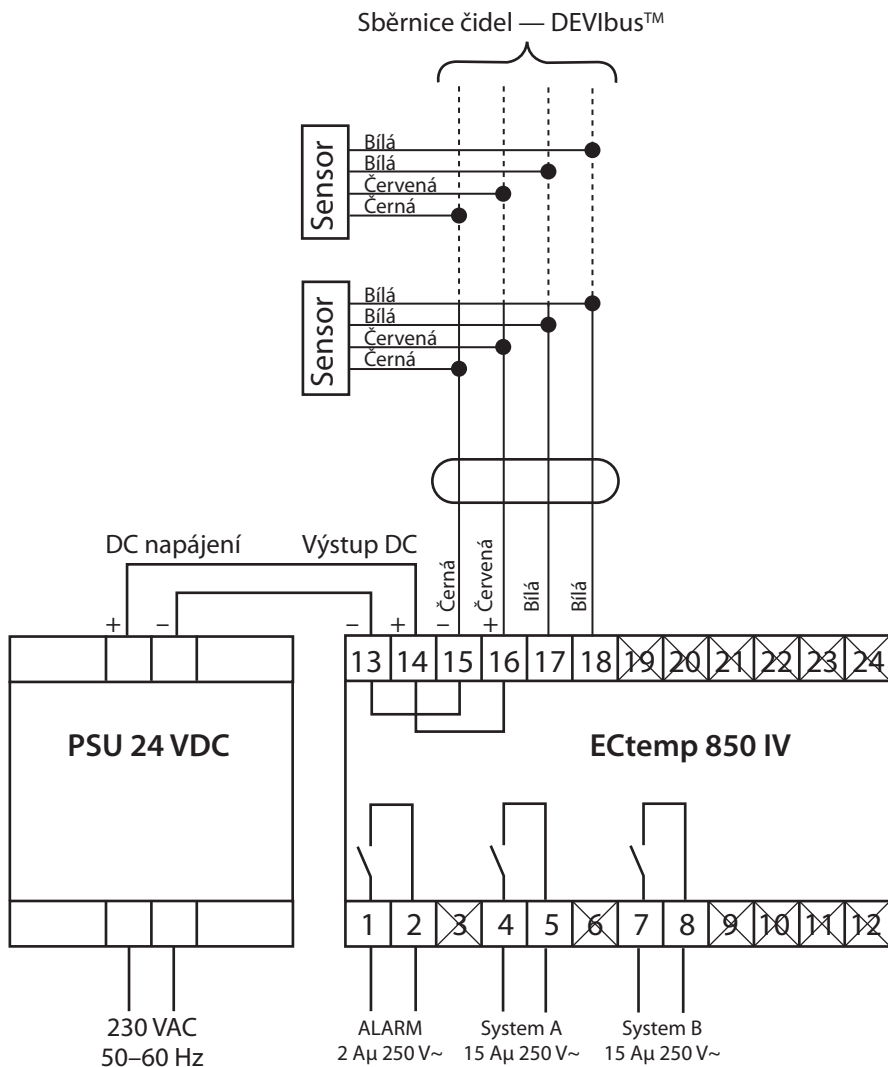 Sběrnice čidel — DEVIbus™
Bílá
Bílá
Červená
Černá
Sensor
Bílá
Bílá
Červená
Černá
Sensor
DC napájení
Výstup DC
Černá
Červená
Bílá
Bílá
+ − − + − +
13 14 15 16 17 18 19 20 21 22 23 24
PSU 24 VDC
ECtemp 850 IV
1 2 3 4 5 6 7 8 9 10 11 12
230 VAC
50–60 Hz
ALARM
2 Aµ 250 V~
System A
15 Aµ 250 V~
System B
15 Aµ 250 V~